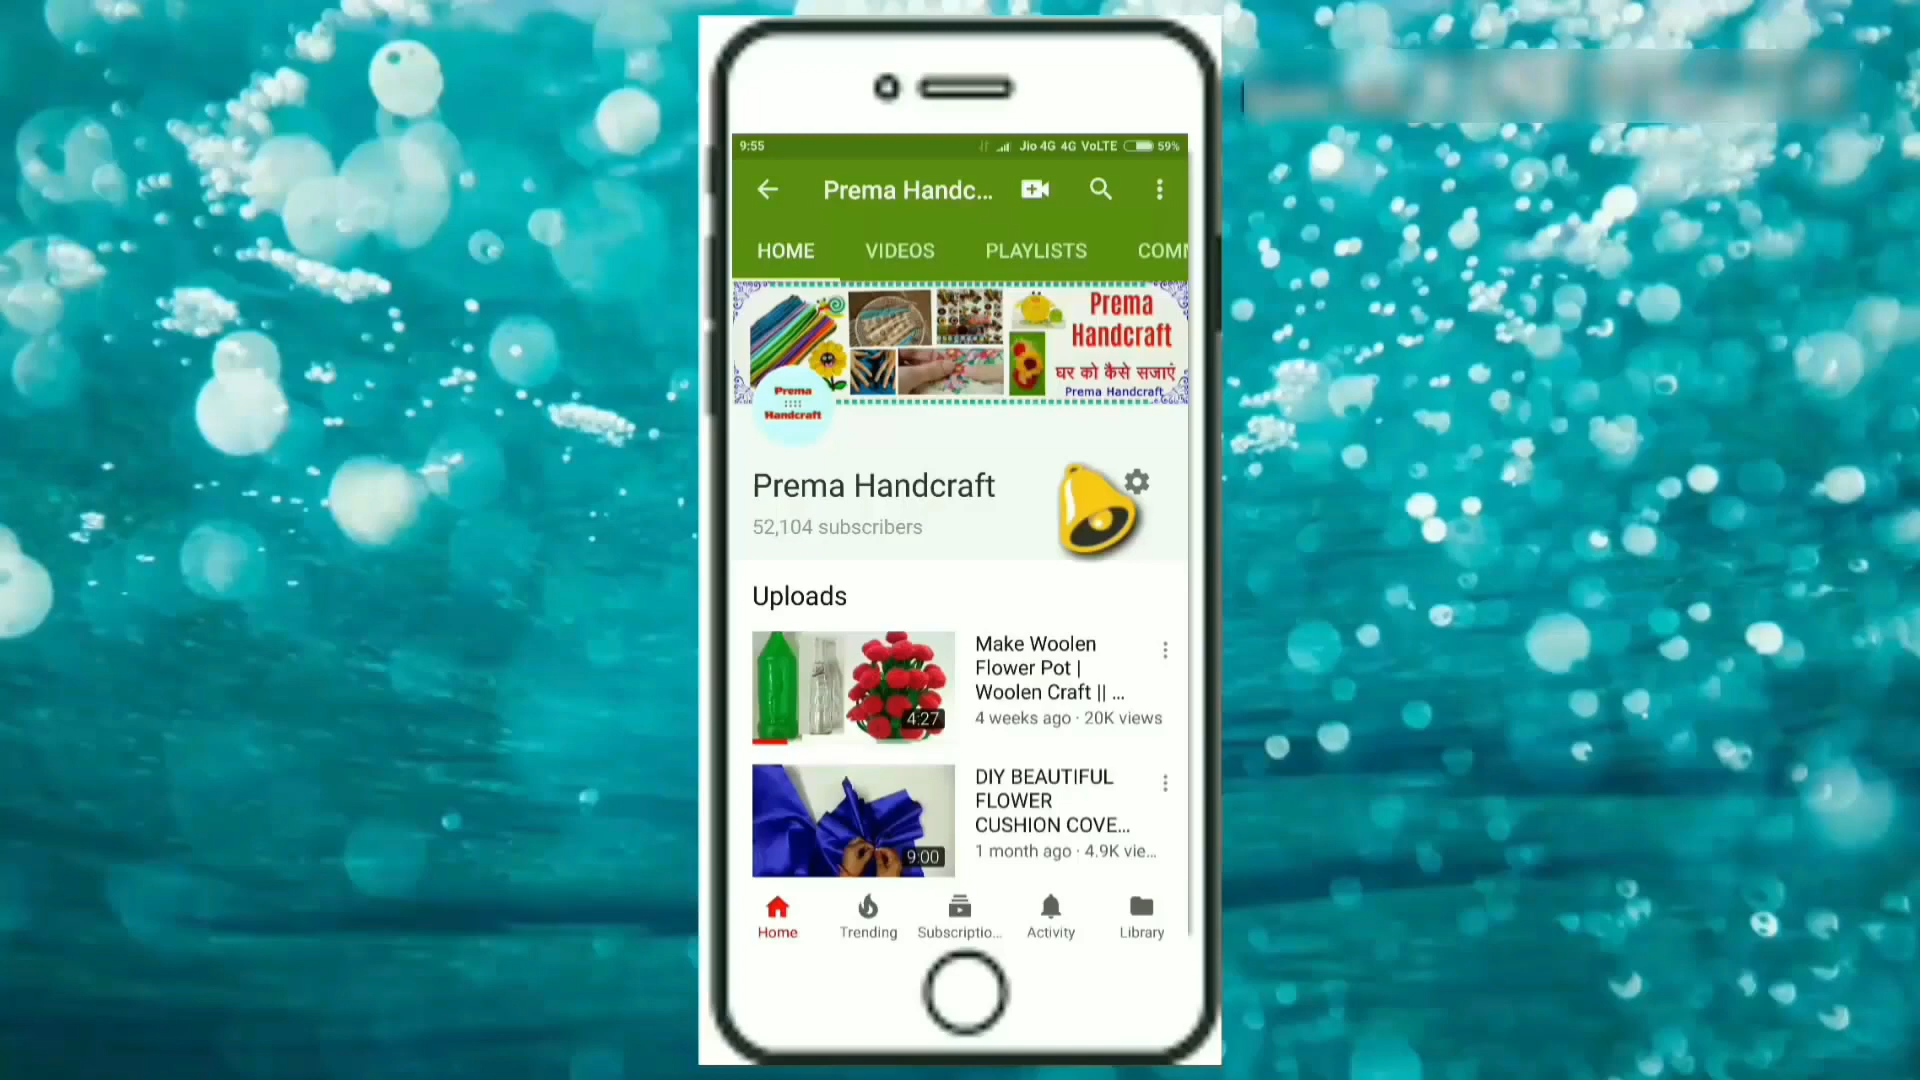 9:55
Jio 4G 4G VoLTE 59%
Prema Handc...
HOME VIDEOS PLAYLISTS COMM
Prema
Handcraft
घर को कैसे सजाएं
Prema Handcraft
Prema
::::
Handcraft
Prema Handcraft
52,104 subscribers
Uploads
Make Woolen
Flower Pot |
Woolen Craft || ...
4 weeks ago · 20K views
4:27
DIY BEAUTIFUL
FLOWER
CUSHION COVE...
1 month ago · 4.9K vie...
9:00
Home Trending Subscriptio... Activity Library